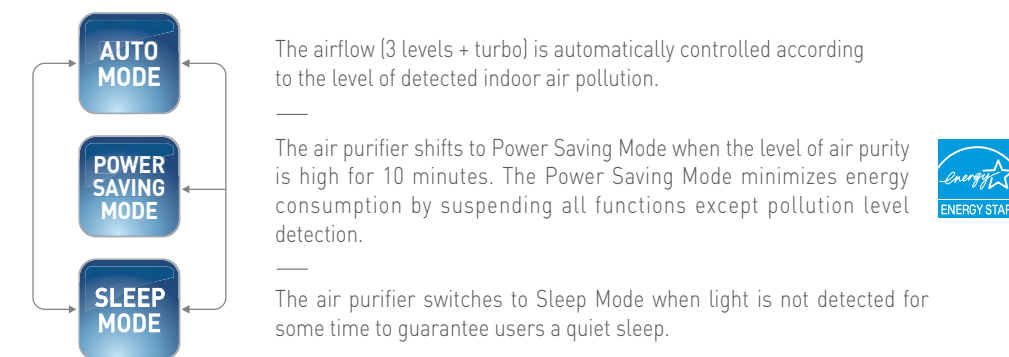 AUTO
MODE
The airflow (3 levels + turbo) is automatically controlled according
to the level of detected indoor air pollution.
POWER
SAVING
MODE
The air purifier shifts to Power Saving Mode when the level of air purity
is high for 10 minutes. The Power Saving Mode minimizes energy
consumption by suspending all functions except pollution level
detection.
energy
ENERGY STAR
SLEEP
MODE
The air purifier switches to Sleep Mode when light is not detected for
some time to guarantee users a quiet sleep.